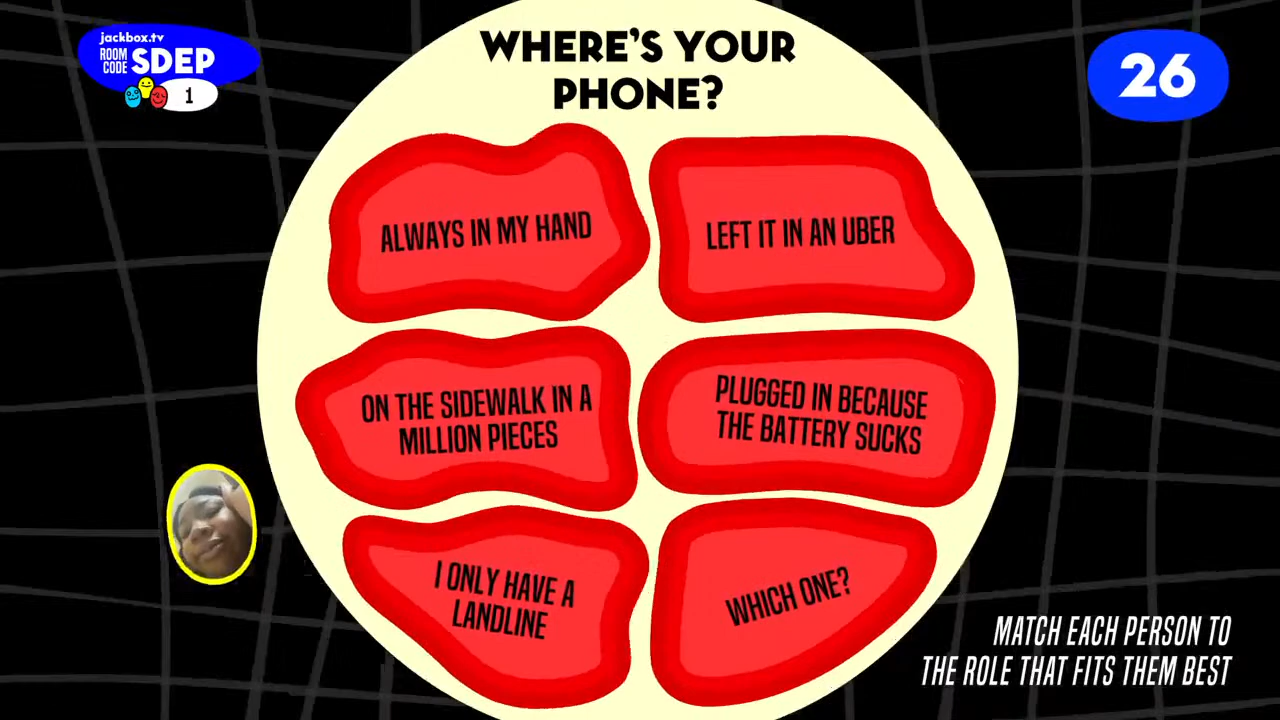 jackbox.tv
ROOM CODE SDEP
1
26
WHERE'S YOUR
PHONE?
ALWAYS IN MY HAND
LEFT IT IN AN UBER
ON THE SIDEWALK IN A
MILLION PIECES
PLUGGED IN BECAUSE
THE BATTERY SUCKS
I ONLY HAVE A
LANDLINE
WHICH ONE?
MATCH EACH PERSON TO
THE ROLE THAT FITS THEM BEST